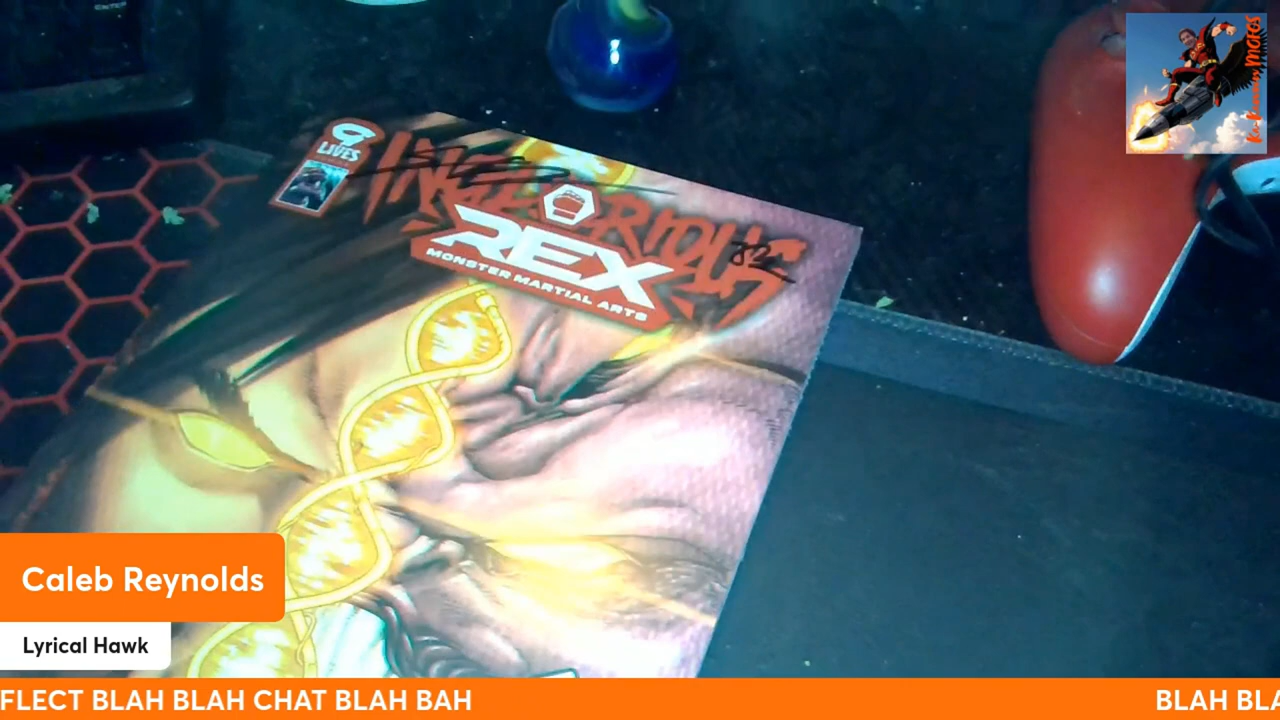 9
LIVES
INGLORIOUS
REX
MONSTER MARTIAL ARTS
MOFOS
Caleb Reynolds
Lyrical Hawk
FLECT BLAH BLAH CHAT BLAH BAH
BLAH BLA